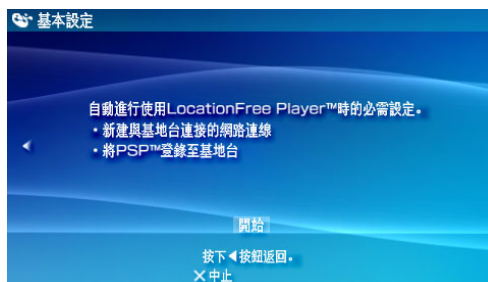 基本設定
自動進行使用LocationFree Player™時的必需設定。
・新建與基地台連接的網路連線
・將PSP™登錄至基地台
開始
按下◀按鈕返回。
✕中止